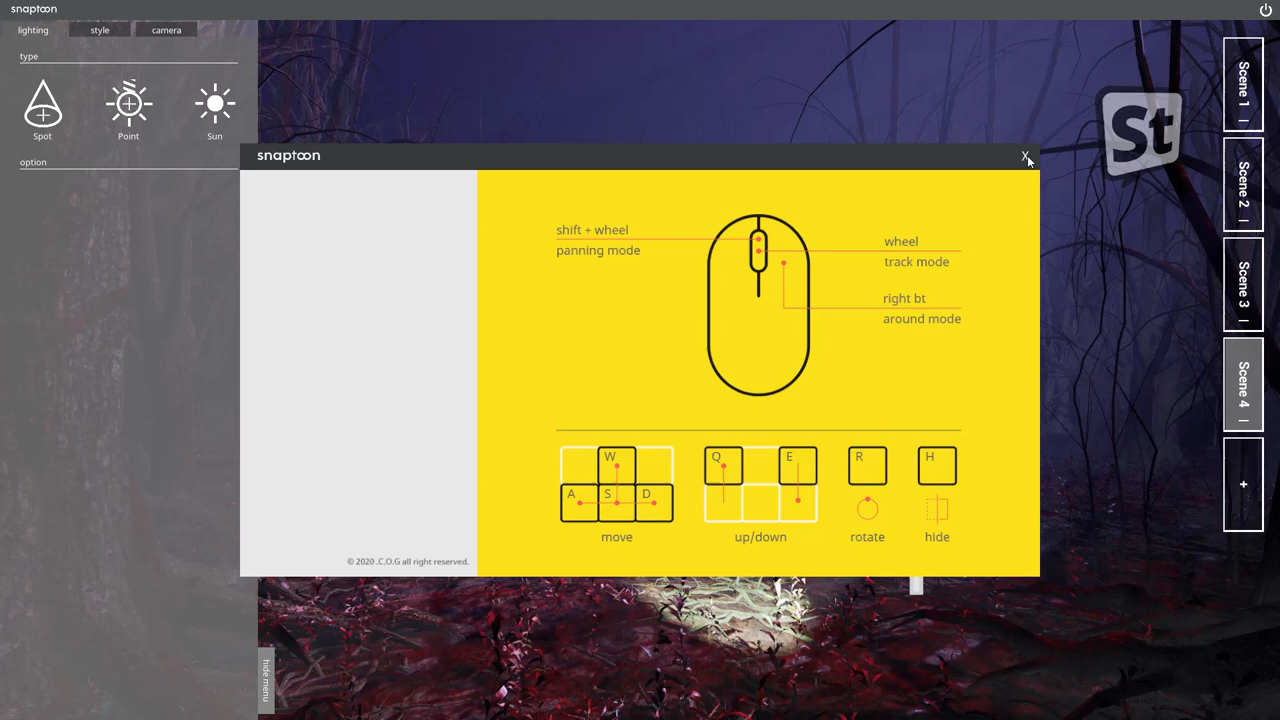 snaptoon
lighting
style
camera
type
Spot
Point
Sun
option
hide menu
St
Scene 1
Scene 2
Scene 3
Scene 4
+
snaptoon
X
shift + wheel
panning mode
wheel
track mode
right bt
around mode
W
A S D
move
Q E
up/down
R
rotate
H
hide
© 2020 .C.O.G all right reserved.